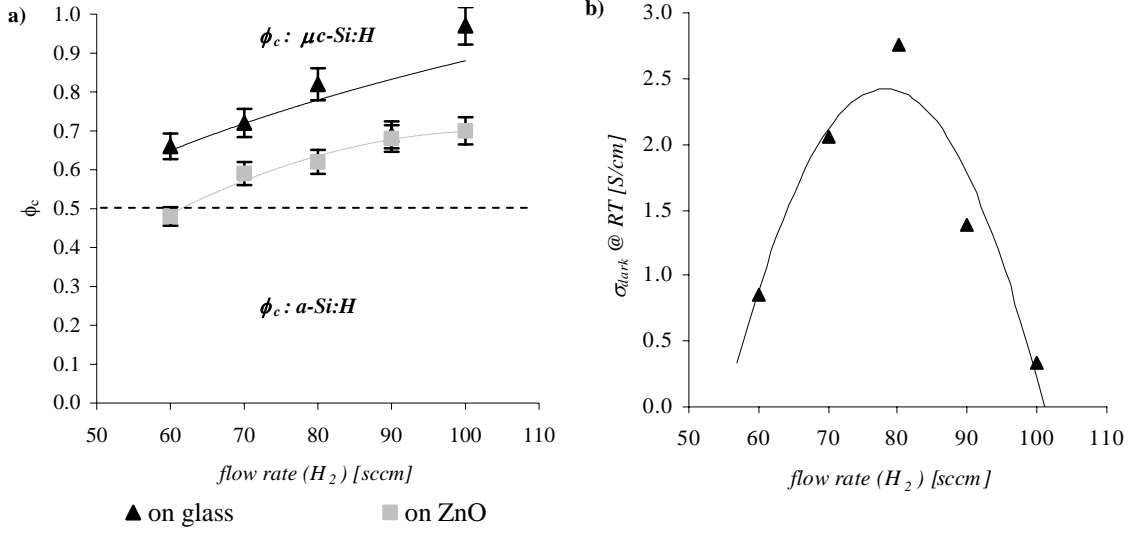 a)
1.0
0.9
0.8
0.7
0.6
0.5
0.4
0.3
0.2
0.1
0.0
ϕc
ϕc : μc-Si:H
ϕc : a-Si:H
50 60 70 80 90 100 110
flow rate (H2) [sccm]
on glass on ZnO
b)
3.0
2.5
2.0
1.5
1.0
0.5
0.0
σdark @ RT [S/cm]
50 60 70 80 90 100 110
flow rate (H2) [sccm]